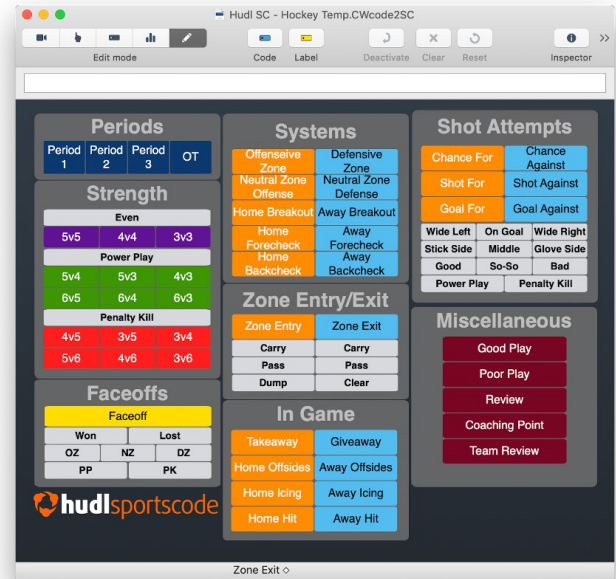 Hudl SC - Hockey Temp.CWcode2SC
Edit mode
Code Label
Deactivate Clear Reset
Inspector
Periods
Period 1 Period 2 Period 3 OT
Strength
Even
5v5 4v4 3v3
Power Play
5v4 5v3 4v3
6v5 6v4 6v3
Penalty Kill
4v5 3v5 3v4
5v6 4v6 3v6
Faceoffs
Faceoff
Won Lost
OZ NZ DZ
PP PK
hudlsportscode
Systems
Offenseive Zone Defensive Zone
Neutral Zone Offense Neutral Zone Defense
Home Breakout Away Breakout
Home Forecheck Away Forecheck
Home Backcheck Away Backcheck
Zone Entry/Exit
Zone Entry Zone Exit
Carry Carry
Pass Pass
Dump Clear
In Game
Takeaway Giveaway
Home Offsides Away Offsides
Home Icing Away Icing
Home Hit Away Hit
Shot Attempts
Chance For Chance Against
Shot For Shot Against
Goal For Goal Against
Wide Left On Goal Wide Right
Stick Side Middle Glove Side
Good So-So Bad
Power Play Penalty Kill
Miscellaneous
Good Play
Poor Play
Review
Coaching Point
Team Review
Zone Exit